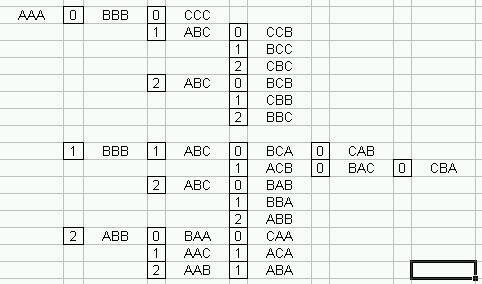 AAA 0 BBB 0 CCC
1 ABC 0 CCB
1 BCC
2 CBC
2 ABC 0 BCB
1 CBB
2 BBC
1 BBB 1 ABC 0 BCA 0 CAB
1 ACB 0 BAC 0 CBA
2 ABC 0 BAB
1 BBA
2 ABB
2 ABB 0 BAA 0 CAA
1 AAC 1 ACA
2 AAB 1 ABA